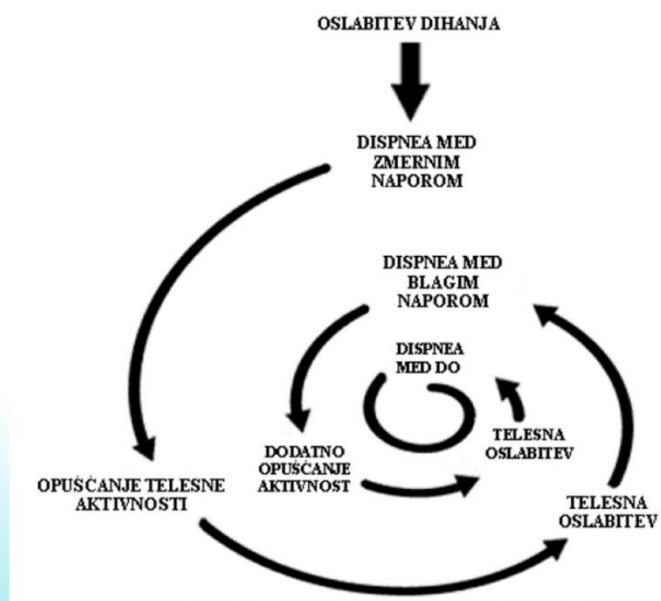 OSLABITEV DIHANJA
DISPNEA MED
ZMERNIM
NAPOROM
DISPNEA MED
BLAGIM
NAPOROM
DISPNEA
MED DO
TELESNA
OSLABITEV
DODATNO
OPUŠČANJE
AKTIVNOST
OPUŠČANJE TELESNE
AKTIVNOSTI
TELESNA
OSLABITEV